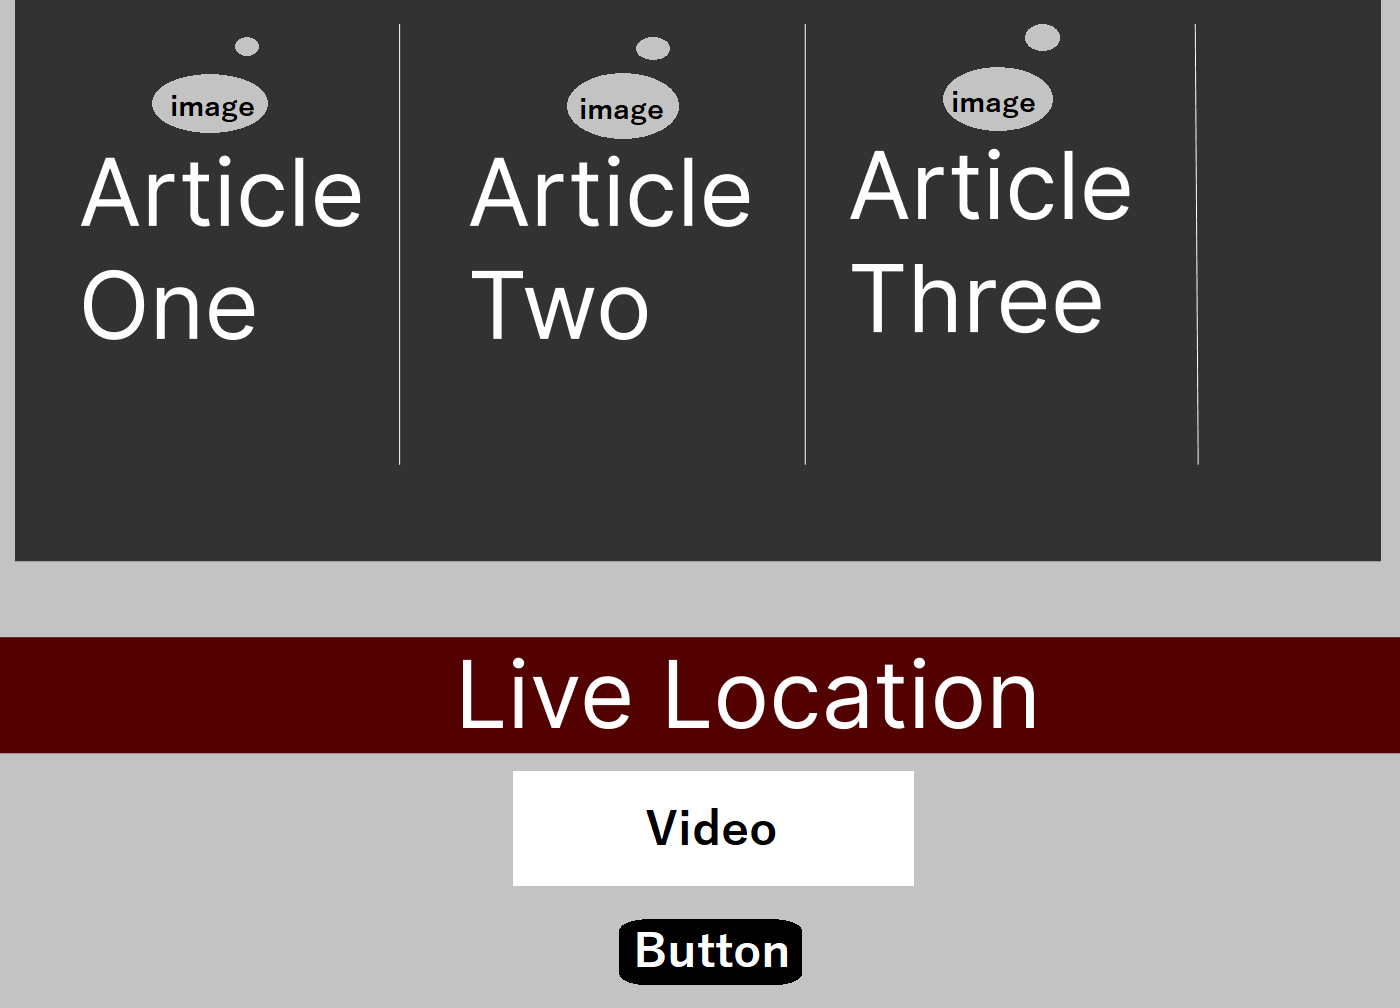 image
Article
One
image
Article
Two
image
Article
Three
Live Location
Video
Button